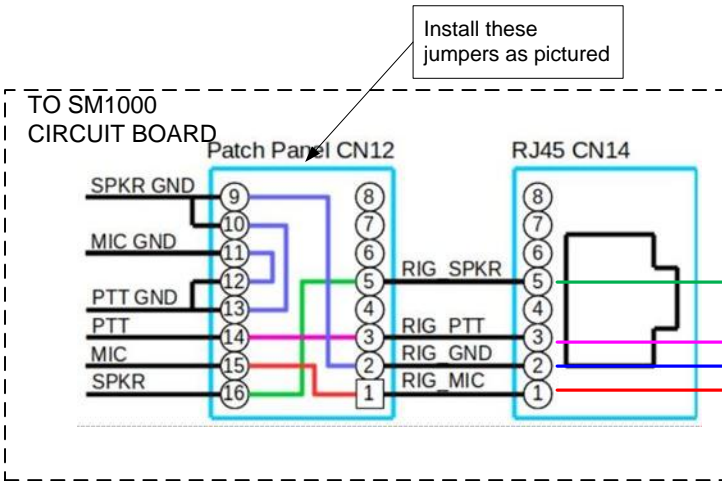 Install these
jumpers as pictured
TO SM1000
CIRCUIT BOARD
Patch Panel CN12
RJ45 CN14
SPKR GND
MIC GND
PTT GND
PTT
MIC
SPKR
9
10
11
12
13
14
15
16
8
7
6
5
4
3
2
1
RIG_SPKR
RIG_PTT
RIG_GND
RIG_MIC
8
7
6
5
4
3
2
1